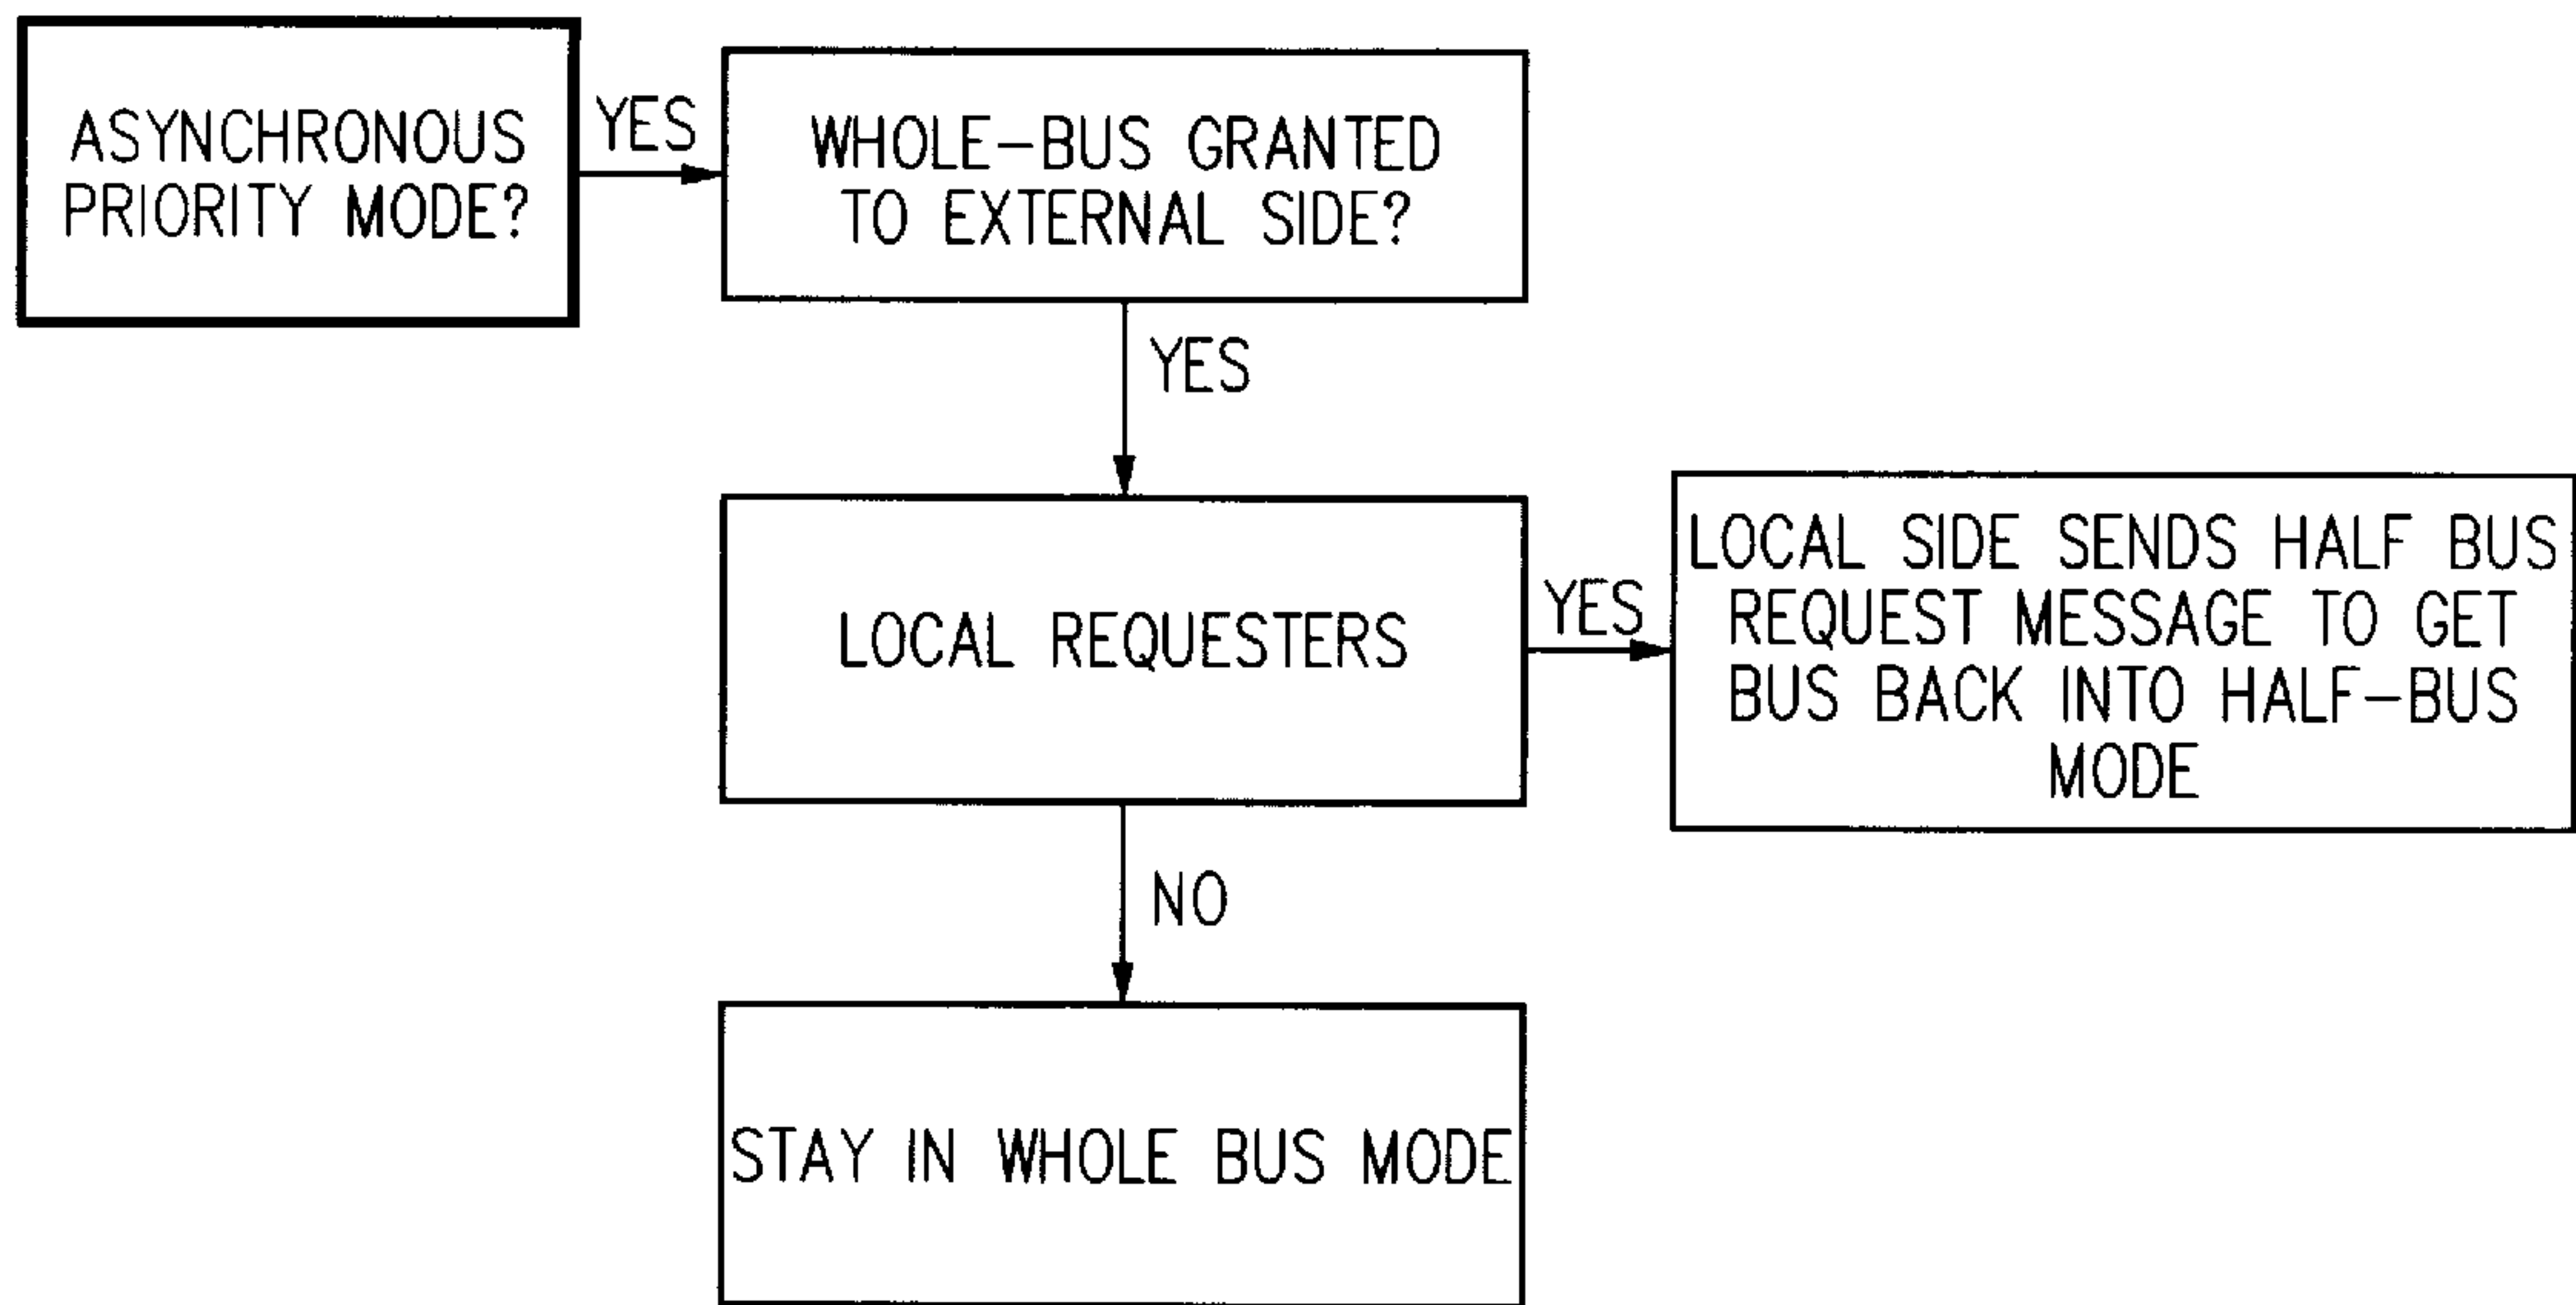 ASYNCHRONOUS
PRIORITY MODE?
YES
WHOLE-BUS GRANTED
TO EXTERNAL SIDE?
YES
LOCAL REQUESTERS
YES
LOCAL SIDE SENDS HALF BUS
REQUEST MESSAGE TO GET
BUS BACK INTO HALF-BUS
MODE
NO
STAY IN WHOLE BUS MODE